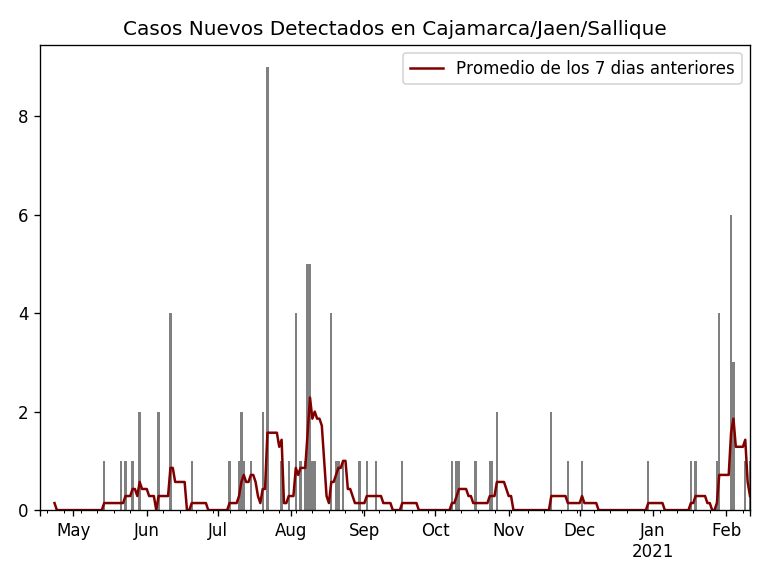 Casos Nuevos Detectados en Cajamarca/Jaen/Sallique
Promedio de los 7 dias anteriores
8
6
4
2
0
May Jun Jul Aug Sep Oct Nov Dec Jan Feb
2021